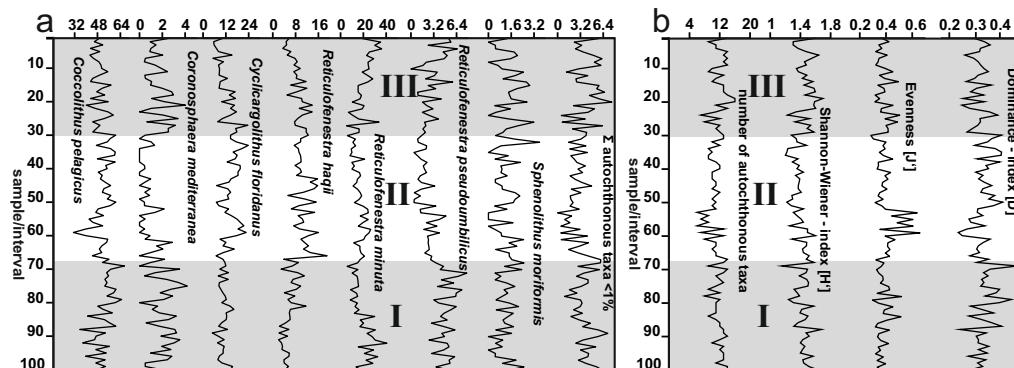 a
32 48 64 0 2 4 0 12 24 0 8 16 0 20 40 0 3.2 6.4 0 1.6 3.2 0 3.2 6.4
10
20
30
40
50
60
70
80
90
100
sample/interval
Coccolithus pelagicus
Coronosphaera mediterranea
Cyclicargolithus floridanus
Reticulofenestra haqii
Reticulofenestra minuta
Reticulofenestra pseudoumbilicus
Sphenolithus moriformis
Σ autochthonous taxa <1%
III
II
I
b
4 12 20 1 1.4 1.8 0.2 0.4 0.6 0.2 0.3 0.4
10
20
30
40
50
60
70
80
90
100
sample/interval
number of autochthonous taxa
Shannon-Wiener - index [H']
Evenness [J']
Dominance - index [D]
III
II
I